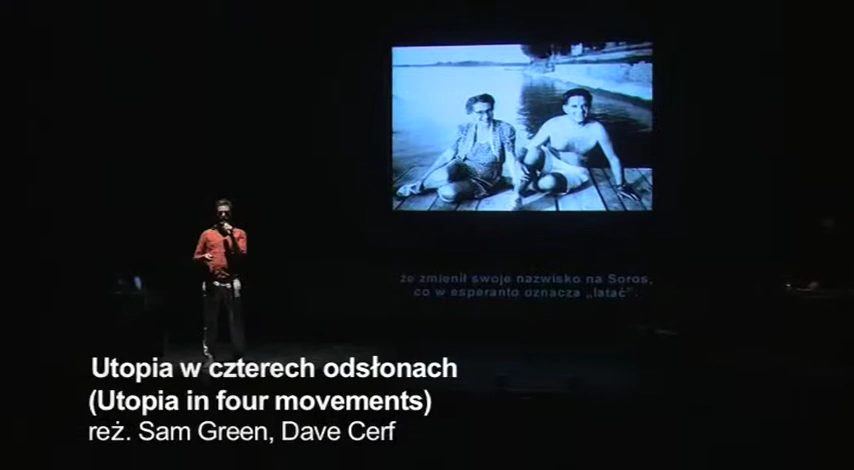 że zmienił swoje nazwisko na Soros,
co w esperanto oznacza „latać”.
Utopia w czterech odsłonach
(Utopia in four movements)
reż. Sam Green, Dave Cerf